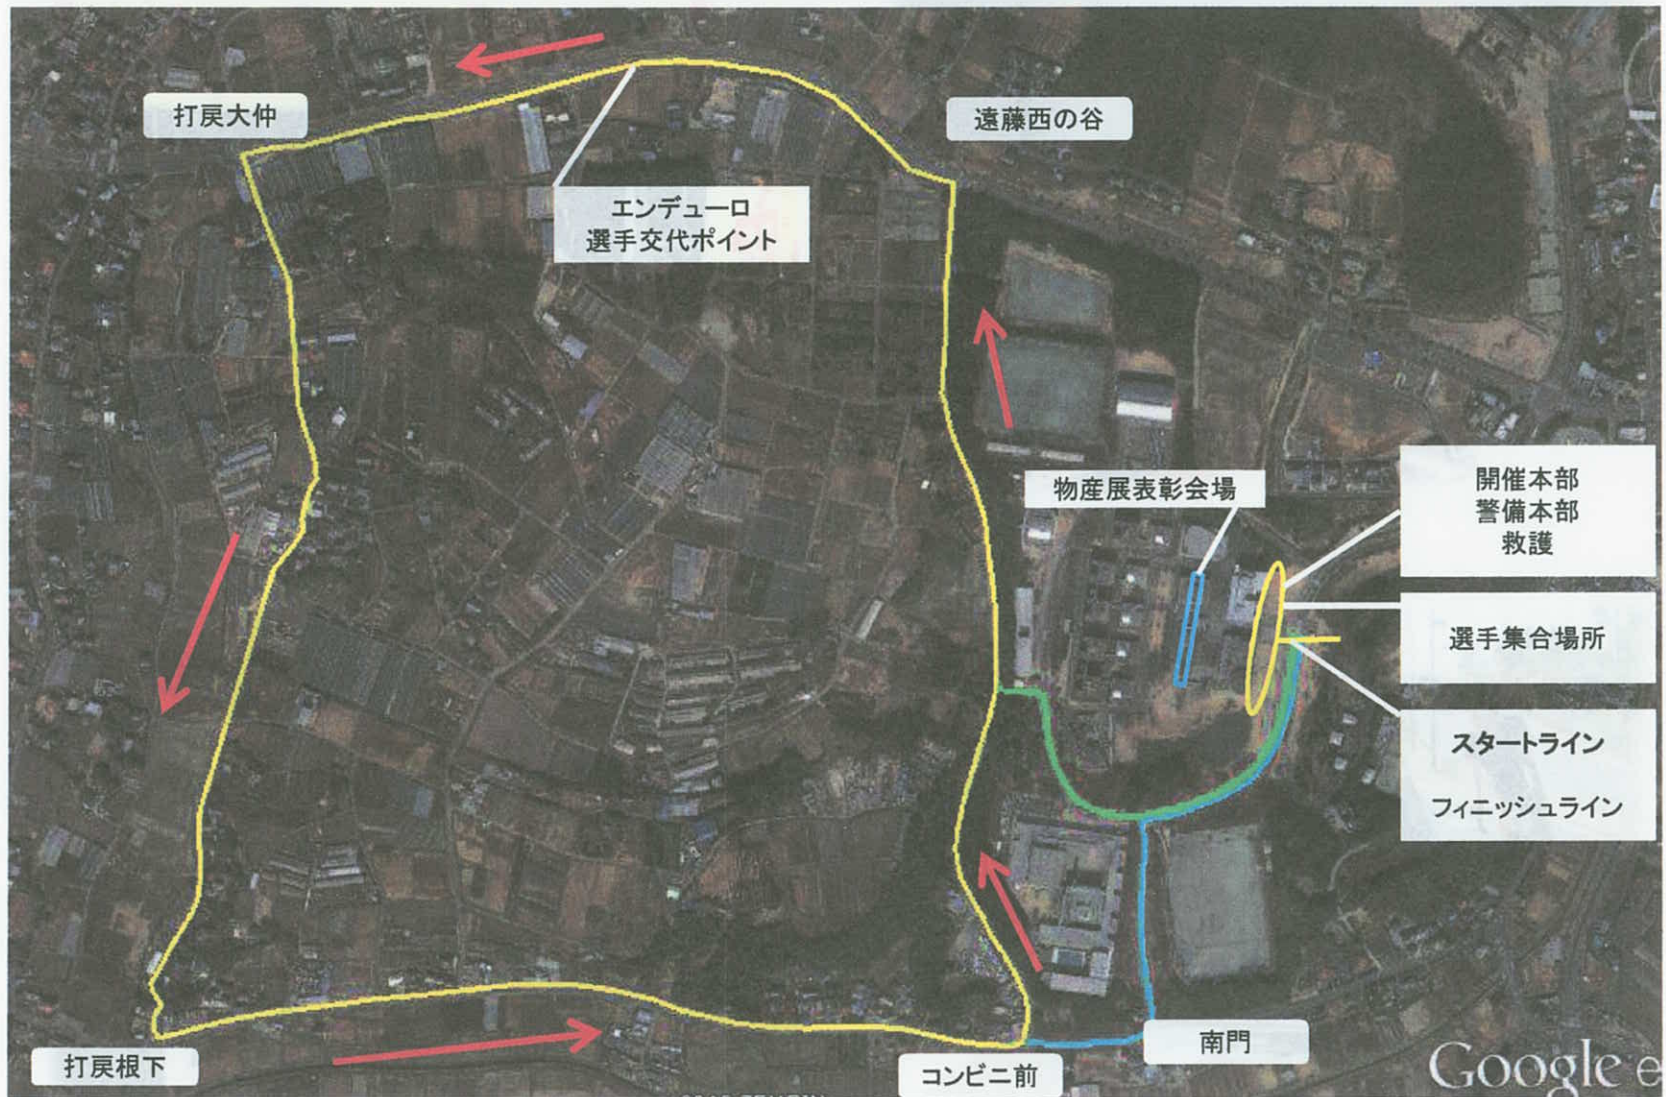 打戻大仲
遠藤西の谷
エンデューロ
選手交代ポイント
物産展表彰会場
開催本部
警備本部
救護
選手集合場所
スタートライン
フィニッシュライン
南門
打戻根下
コンビニ前
Google e